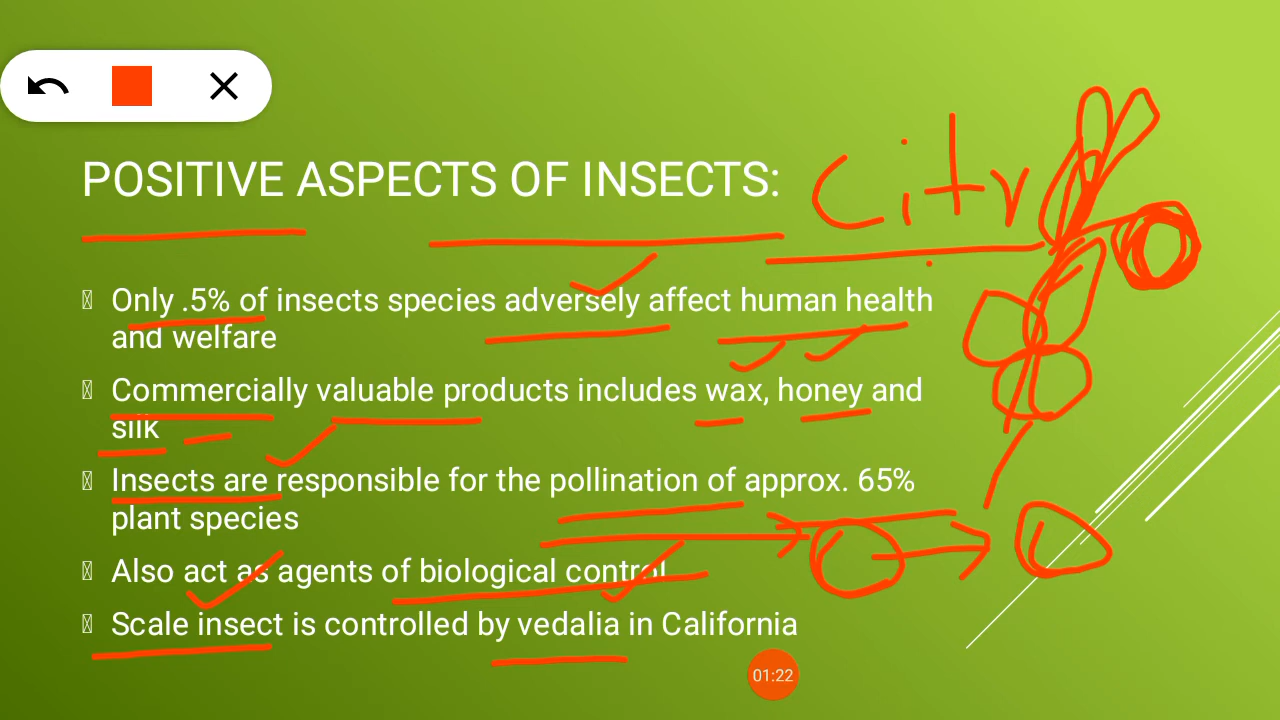 POSITIVE ASPECTS OF INSECTS:
City
Only .5% of insects species adversely affect human health
and welfare
Commercially valuable products includes wax, honey and
silk
Insects are responsible for the pollination of approx. 65%
plant species
Also act as agents of biological control
Scale insect is controlled by vedalia in California
01:22